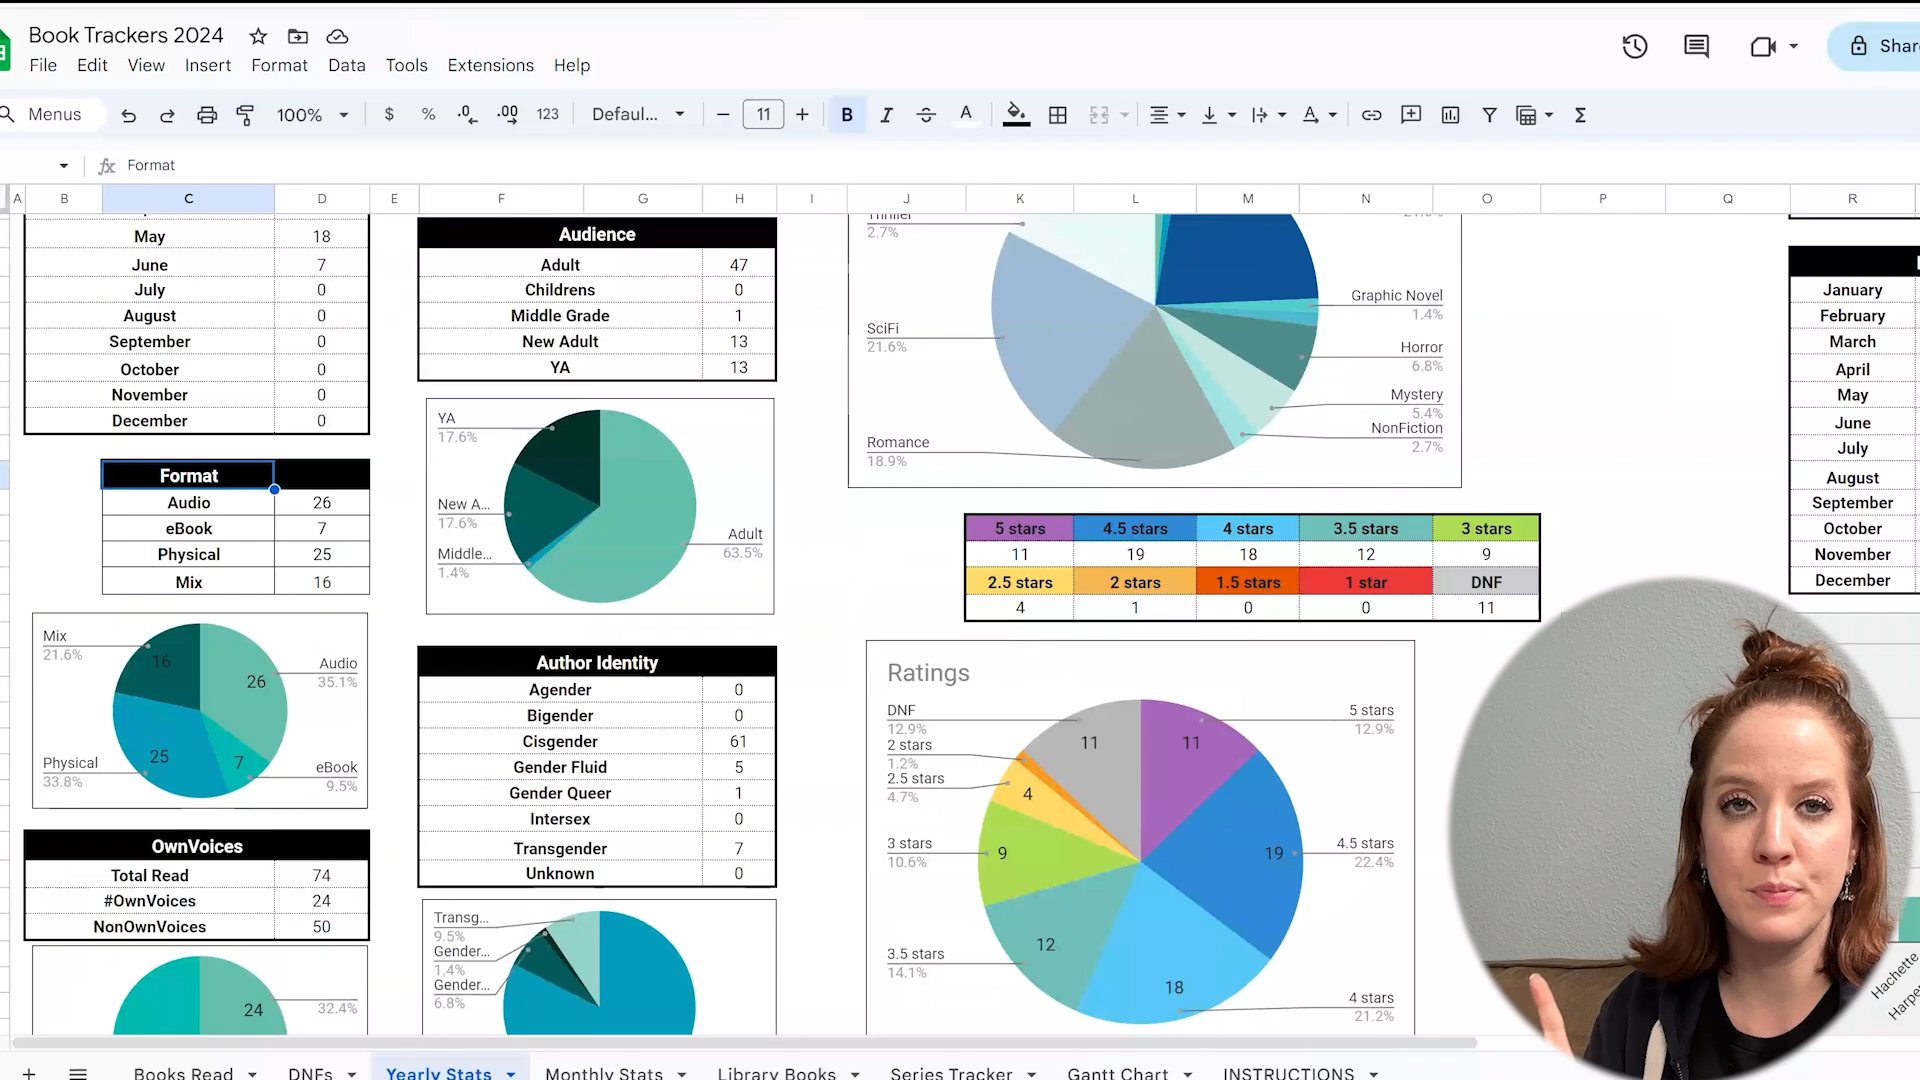 Book Trackers 2024
File Edit View Insert Format Data Tools Extensions Help
Menus 100% $ % .0 .00 123 Defaul... 11 B I A Σ
fx Format
A B C D E F G H I J K L M N O P Q R
May 18
June 7
July 0
August 0
September 0
October 0
November 0
December 0
Format
Audio 26
eBook 7
Physical 25
Mix 16
Mix
21.6%
16
26
Audio
35.1%
Physical
33.8%
25
7
eBook
9.5%
OwnVoices
Total Read 74
#OwnVoices 24
NonOwnVoices 50
24
32.4%
Audience
Adult 47
Childrens 0
Middle Grade 1
New Adult 13
YA 13
YA
17.6%
New A...
17.6%
Middle...
1.4%
Adult
63.5%
Author Identity
Agender 0
Bigender 0
Cisgender 61
Gender Fluid 5
Gender Queer 1
Intersex 0
Transgender 7
Unknown 0
Transg...
9.5%
Gender...
1.4%
Gender...
6.8%
Thriller
2.7%
SciFi
21.6%
Romance
18.9%
Graphic Novel
1.4%
Horror
6.8%
Mystery
5.4%
NonFiction
2.7%
5 stars 4.5 stars 4 stars 3.5 stars 3 stars
11 19 18 12 9
2.5 stars 2 stars 1.5 stars 1 star DNF
4 1 0 0 11
Ratings
DNF
12.9%
2 stars
1.2%
2.5 stars
4.7%
3 stars
10.6%
3.5 stars
14.1%
11
11
4
9
12
19
18
5 stars
12.9%
4.5 stars
22.4%
4 stars
21.2%
January
February
March
April
May
June
July
August
September
October
November
December
Hachette
Harpe
Shar
Books Read DNFs Yearly Stats Monthly Stats Library Books Series Tracker Gantt Chart INSTRUCTIONS